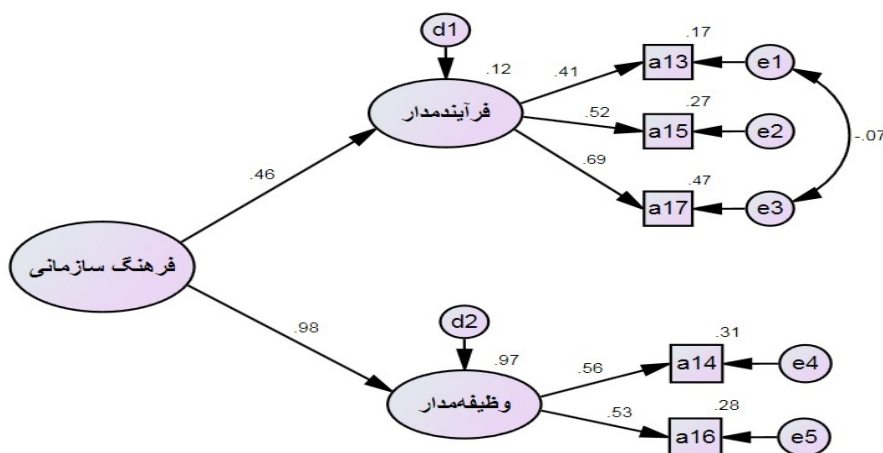 d1
.12
فرآیندمدار
.41
.17
a13
e1
.52
.27
a15
e2
-.07
.69
.47
a17
e3
.46
فرهنگ سازمانی
.98
d2
.97
وظیفه‌مدار
.56
.31
a14
e4
.53
.28
a16
e5